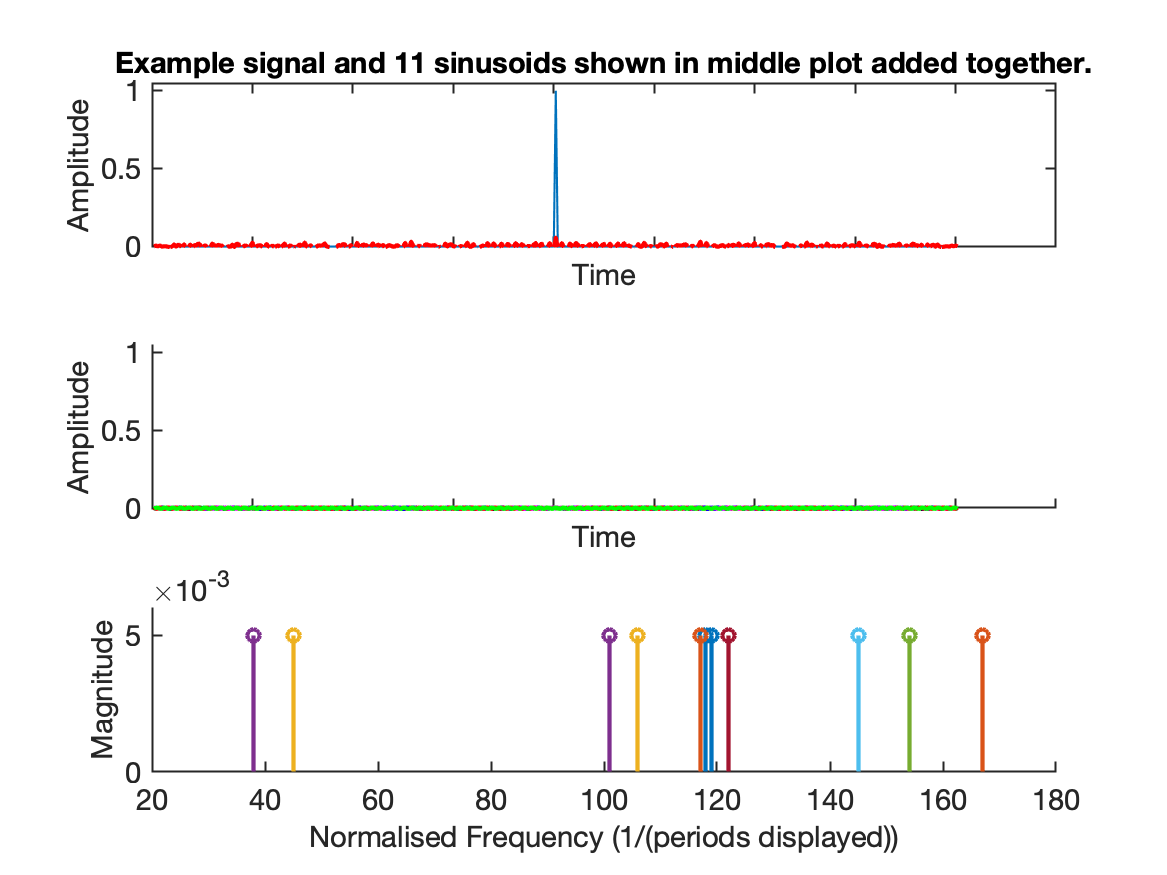 Example signal and 11 sinusoids shown in middle plot added together.
1
0.5
0
Amplitude
Time
1
0.5
0
Amplitude
Time
×10-3
5
0
Magnitude
20 40 60 80 100 120 140 160 180
Normalised Frequency (1/(periods displayed))